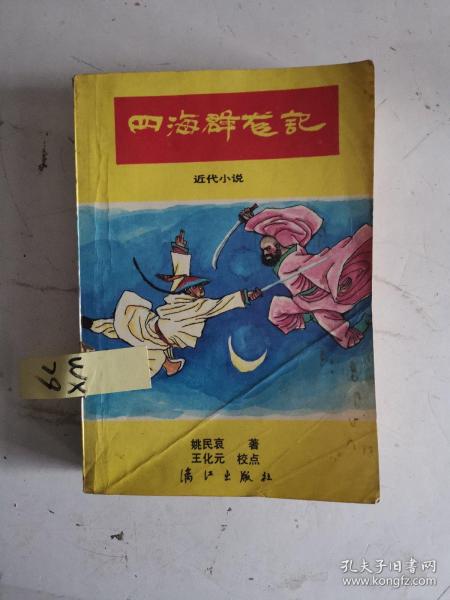 四海群龙記
近代小说
WX
79
姚民哀 著
王化元 校点
漓江出版社
孔夫子旧书网
www.kongfz.com